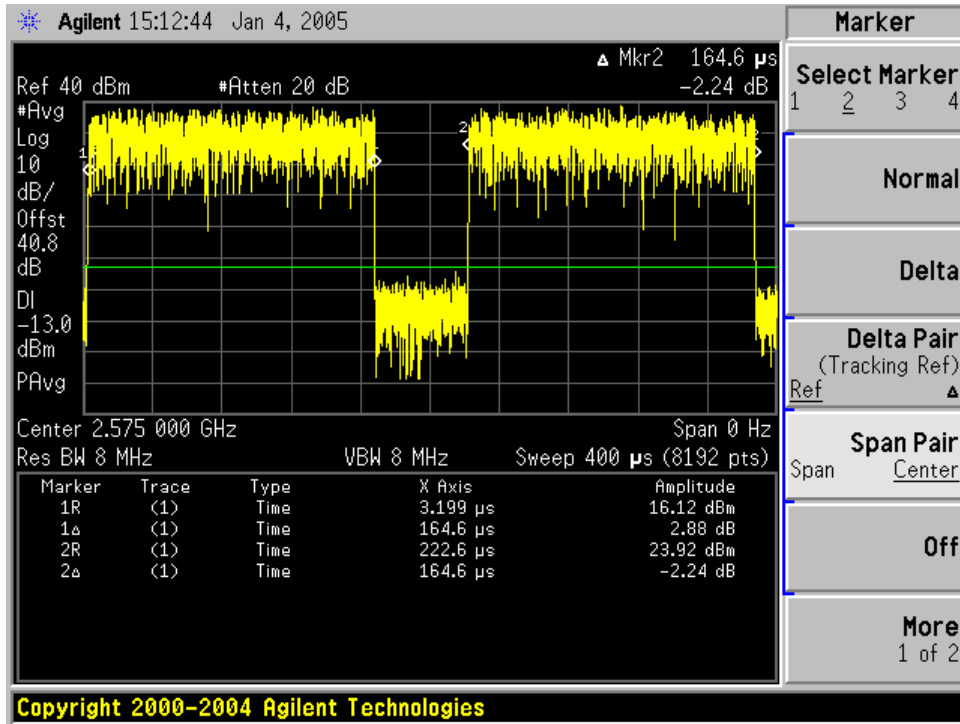 Agilent 15:12:44 Jan 4, 2005
Marker
Δ Mkr2 164.6 μs
Ref 40 dBm #Atten 20 dB -2.24 dB
#Avg
Log
10
dB/
Offst
40.8
dB
DI
-13.0
dBm
PAvg
1
2
Center 2.575 000 GHz Span 0 Hz
Res BW 8 MHz VBW 8 MHz Sweep 400 μs (8192 pts)
Marker Trace Type X Axis Amplitude
1R (1) Time 3.199 μs 16.12 dBm
1Δ (1) Time 164.6 μs 2.88 dB
2R (1) Time 222.6 μs 23.92 dBm
2Δ (1) Time 164.6 μs -2.24 dB
Select Marker
1 2 3 4
Normal
Delta
Delta Pair
(Tracking Ref)
Ref Δ
Span Pair
Span Center
Off
More
1 of 2
Copyright 2000-2004 Agilent Technologies